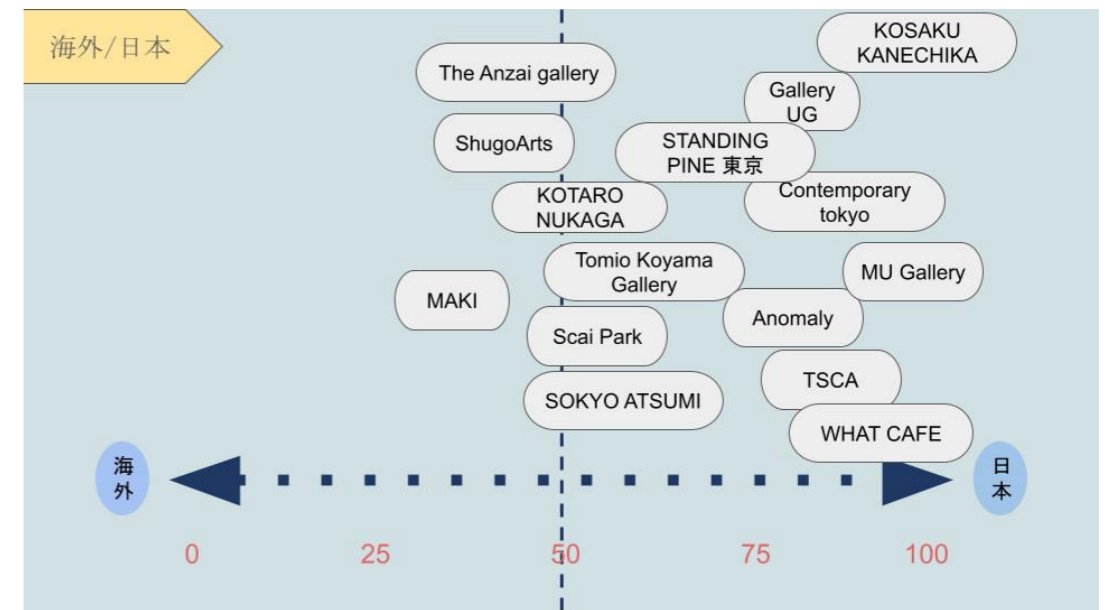 海外/日本
KOSAKU
KANECHIKA
The Anzai gallery
Gallery
UG
ShugoArts
STANDING
PINE 東京
KOTARO
NUKAGA
Contemporary
tokyo
Tomio Koyama
Gallery
MU Gallery
MAKI
Anomaly
Scai Park
TSCA
SOKYO ATSUMI
WHAT CAFE
海
外
日
本
0
25
50
75
100